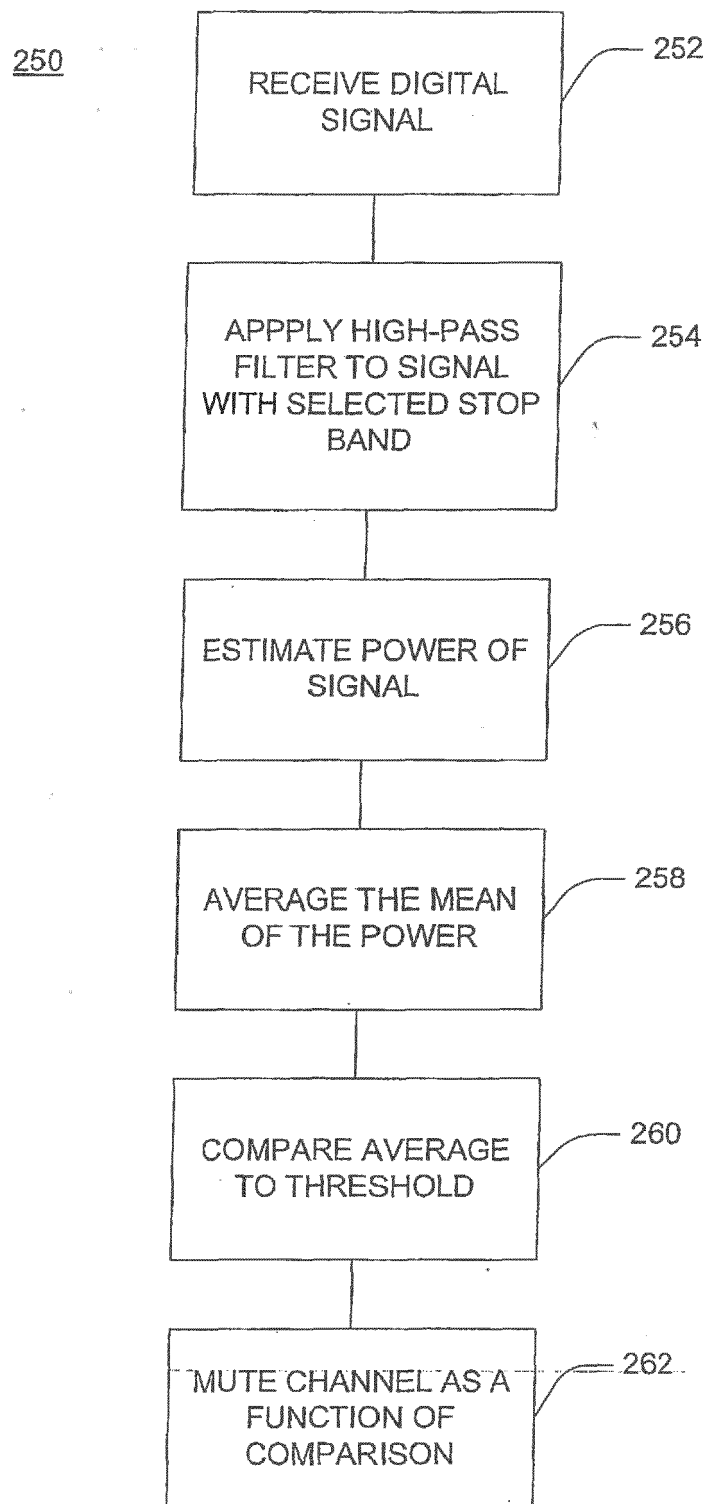 250
252
RECEIVE DIGITAL
SIGNAL
254
APPPLY HIGH-PASS
FILTER TO SIGNAL
WITH SELECTED STOP
BAND
256
ESTIMATE POWER OF
SIGNAL
258
AVERAGE THE MEAN
OF THE POWER
260
COMPARE AVERAGE
TO THRESHOLD
262
MUTE CHANNEL AS A
FUNCTION OF
COMPARISON